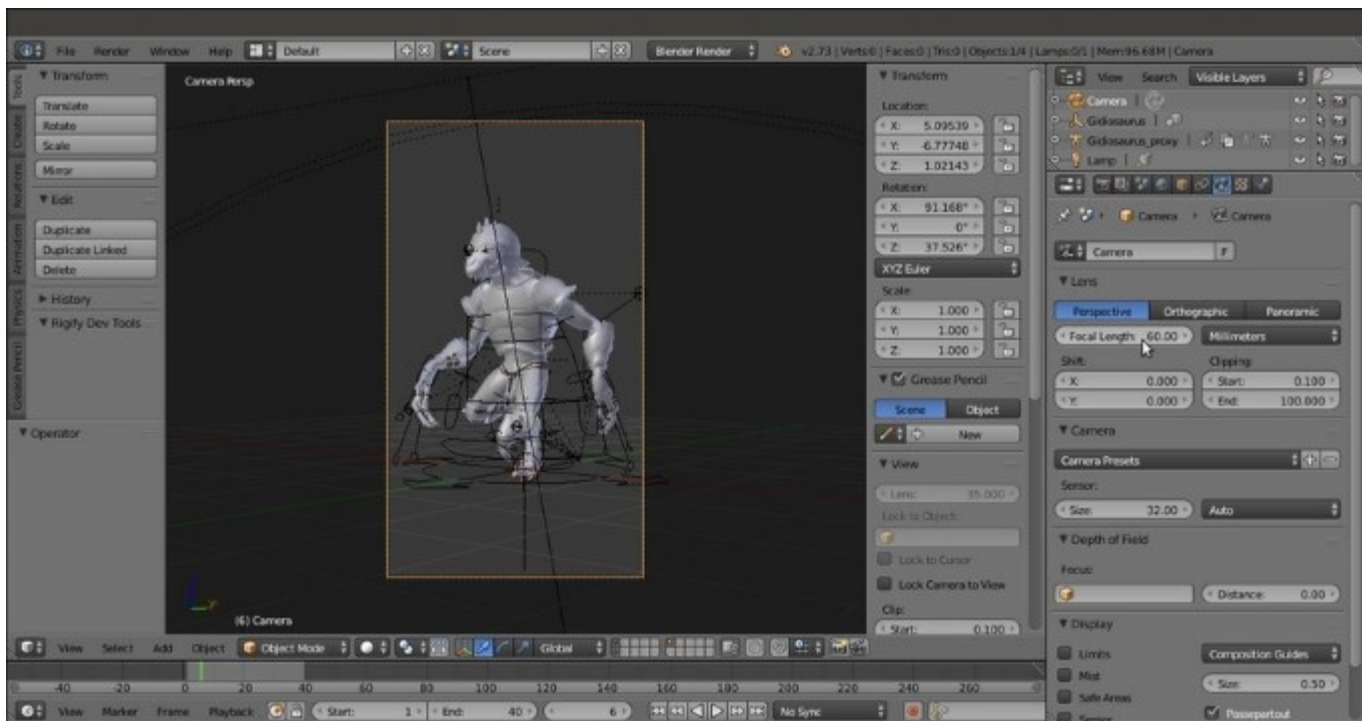 File Render Window Help Default Scene Blender Render v2.73 | Verts:0 | Faces:0 | Tris:0 | Objects:1/4 | Lamps:0/1 | Mem:96.68M | Camera
Tools
Create
Relations
Animation
Physics
Grease Pencil
Transform
Translate
Rotate
Scale
Mirror
Edit
Duplicate
Duplicate Linked
Delete
History
Rigify Dev Tools
Operator
Camera Persp
(6) Camera
Transform
Location:
X: 5.09539
Y: -6.77748
Z: 1.02143
Rotation:
X: 91.168°
Y: 0°
Z: 37.526°
XYZ Euler
Scale:
X: 1.000
Y: 1.000
Z: 1.000
Grease Pencil
Scene Object
New
View
Lens: 35.000
Lock to Object:
Lock to Cursor
Lock Camera to View
Clip:
Start: 0.100
View Search Visible Layers
Camera
Gidiosaurus
Gidiosaurus_proxy
Lamp
Camera Camera
Camera F
Lens
Perspective Orthographic Panoramic
Focal Length: 60.00 Millimeters
Shift: Clipping:
X: 0.000 Start: 0.100
Y: 0.000 End: 100.000
Camera
Camera Presets
Sensor:
Size: 32.00 Auto
Depth of Field
Focus:
Distance: 0.00
Display
Limits Composition Guides
Mist Size: 0.50
Safe Areas
Sensor Passepartout
View Select Add Object Object Mode Global
-40 -20 0 20 40 60 80 100 120 140 160 180 200 220 240 260
View Marker Frame Playback Start: 1 End: 40 6 No Sync